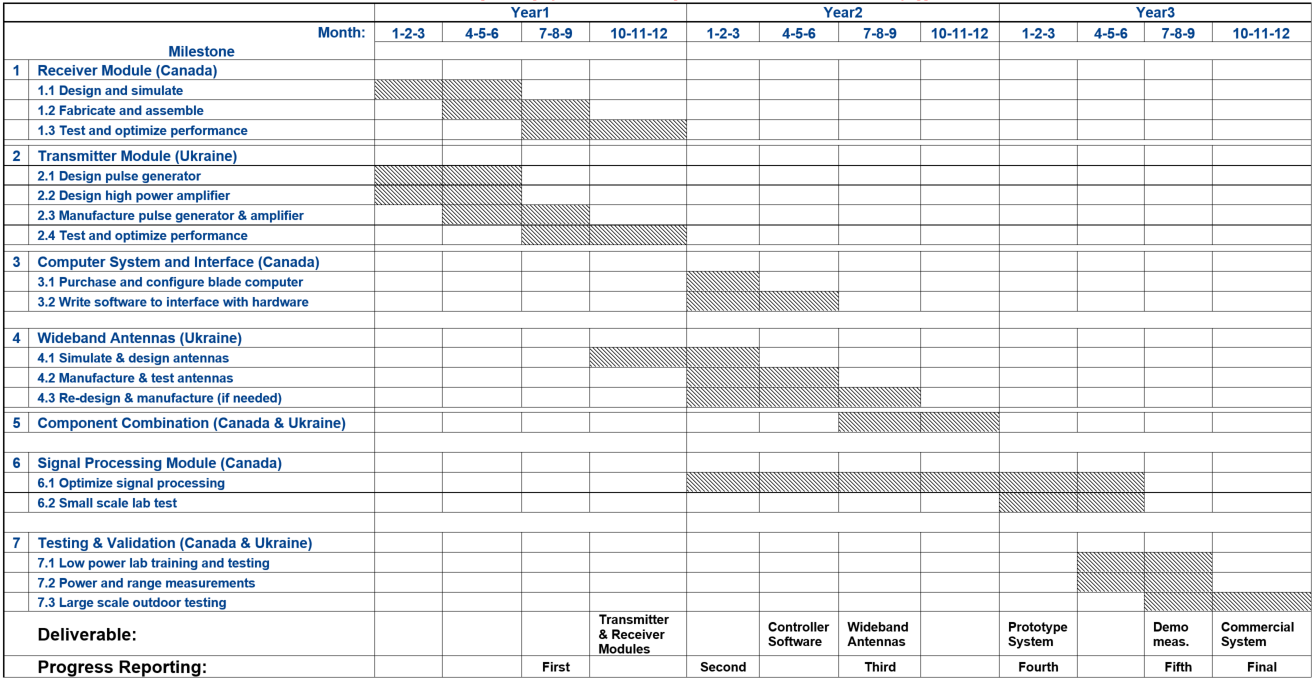 Year1 Year2 Year3
Month: 1-2-3 4-5-6 7-8-9 10-11-12 1-2-3 4-5-6 7-8-9 10-11-12 1-2-3 4-5-6 7-8-9 10-11-12
Milestone
1 Receiver Module (Canada)
1.1 Design and simulate
1.2 Fabricate and assemble
1.3 Test and optimize performance
2 Transmitter Module (Ukraine)
2.1 Design pulse generator
2.2 Design high power amplifier
2.3 Manufacture pulse generator & amplifier
2.4 Test and optimize performance
3 Computer System and Interface (Canada)
3.1 Purchase and configure blade computer
3.2 Write software to interface with hardware
4 Wideband Antennas (Ukraine)
4.1 Simulate & design antennas
4.2 Manufacture & test antennas
4.3 Re-design & manufacture (if needed)
5 Component Combination (Canada & Ukraine)
6 Signal Processing Module (Canada)
6.1 Optimize signal processing
6.2 Small scale lab test
7 Testing & Validation (Canada & Ukraine)
7.1 Low power lab training and testing
7.2 Power and range measurements
7.3 Large scale outdoor testing
Deliverable:
Transmitter
& Receiver
Modules
Controller
Software
Wideband
Antennas
Prototype
System
Demo
meas.
Commercial
System
Progress Reporting: First Second Third Fourth Fifth Final